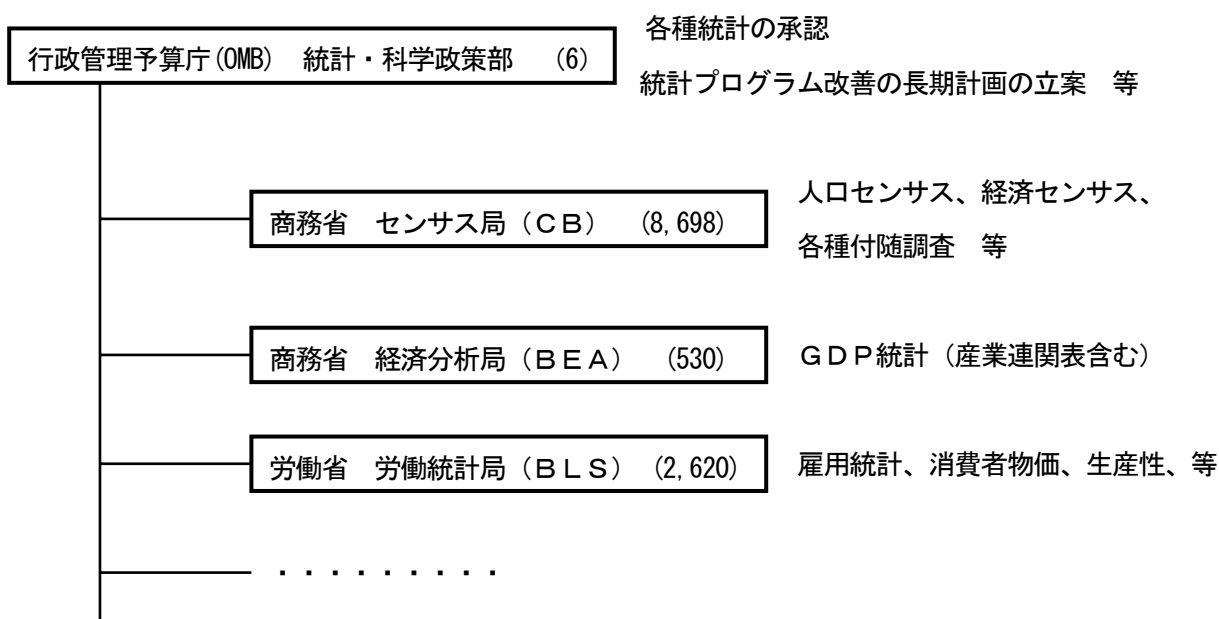 各種統計の承認
行政管理予算庁(OMB)　統計・科学政策部　(6)
統計プログラム改善の長期計画の立案　等
人口センサス、経済センサス、
商務省　センサス局（ＣＢ）　(8,698)
各種付随調査　等
商務省　経済分析局（ＢＥＡ）　(530)
ＧＤＰ統計（産業連関表含む）
労働省　労働統計局（ＢＬＳ）　(2,620)
雇用統計、消費者物価、生産性、等
・・・・・・・・・